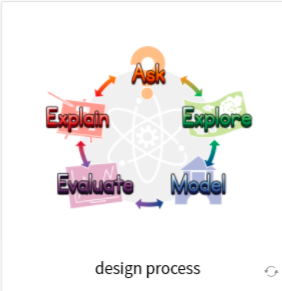 Ask
Explain
Explore
Evaluate
Model
design process